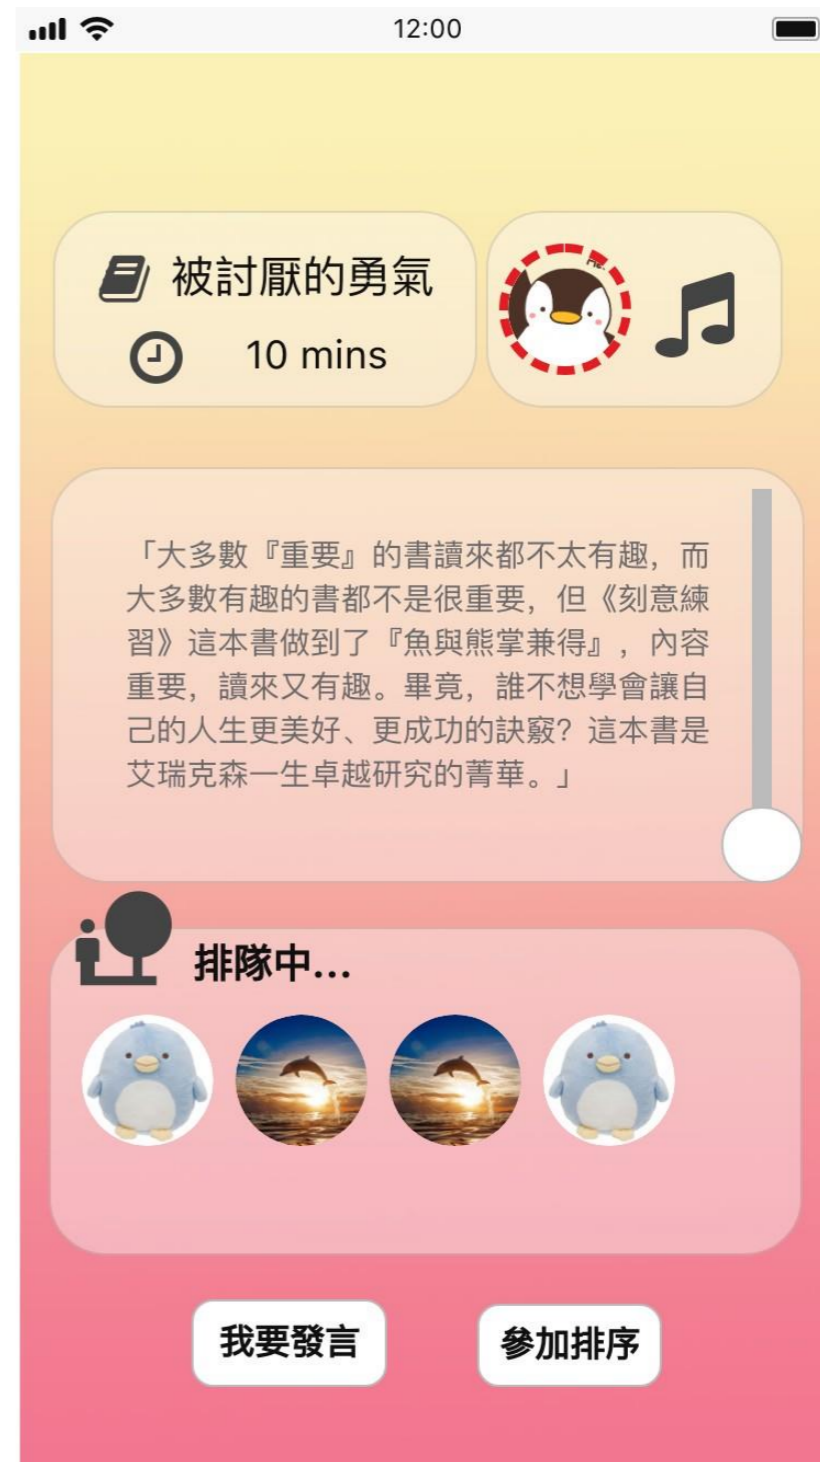 12:00
被討厭的勇氣
10 mins
ME.
「大多數『重要』的書讀來都不太有趣，而
大多數有趣的書都不是很重要，但《刻意練
習》這本書做到了『魚與熊掌兼得』，內容
重要，讀來又有趣。畢竟，誰不想學會讓自
己的人生更美好、更成功的訣竅？這本書是
艾瑞克森一生卓越研究的菁華。」
排隊中...
我要發言
參加排序